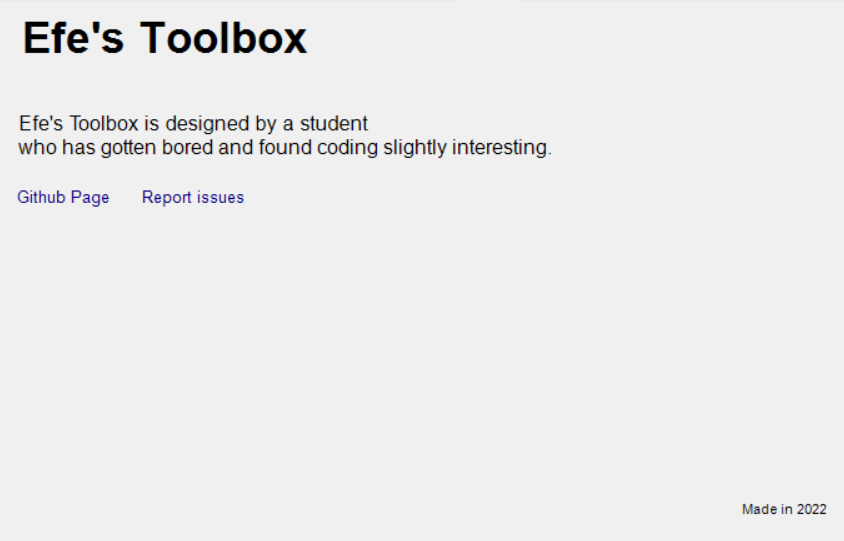 Efe's Toolbox
Efe's Toolbox is designed by a student
who has gotten bored and found coding slightly interesting.
Github Page Report issues
Made in 2022